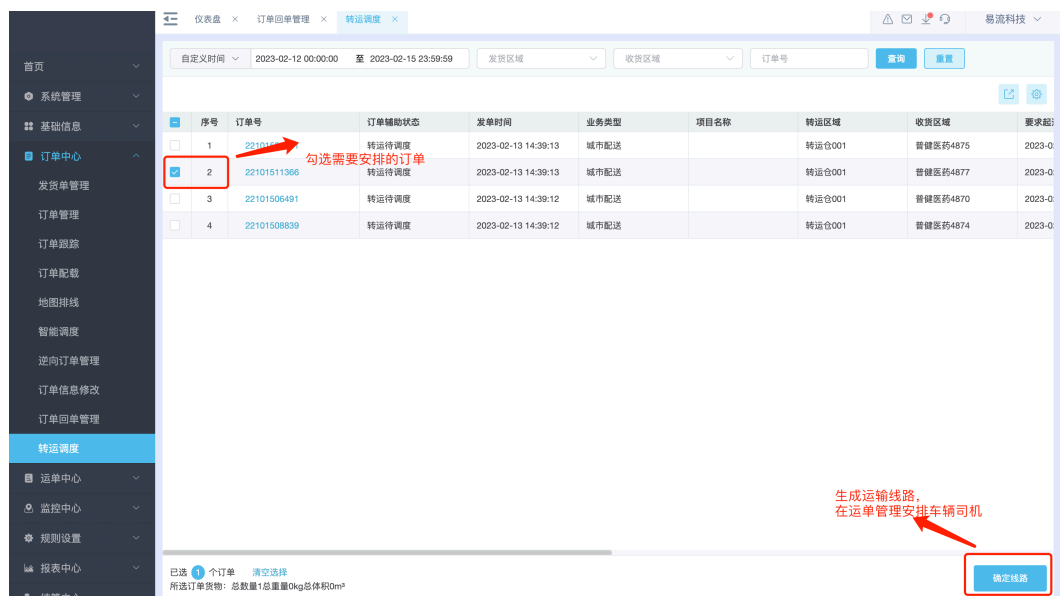 仪表盘 × 订单回单管理 × 转运调度 × 易流科技
首页
系统管理
基础信息
订单中心
发货单管理
订单管理
订单跟踪
订单配载
地图排线
智能调度
逆向订单管理
订单信息修改
订单回单管理
转运调度
运单中心
监控中心
规则设置
报表中心
自定义时间 2023-02-12 00:00:00 至 2023-02-15 23:59:59 发货区域 收货区域 订单号 查询 重置
序号 订单号 订单辅助状态 发单时间 业务类型 项目名称 转运区域 收货区域
1 转运待调度 2023-02-13 14:39:13 城市配送 转运仓001 普健医药4875
勾选需要安排的订单
2 22101511366 转运待调度 2023-02-13 14:39:13 城市配送 转运仓001 普健医药4877
3 22101506491 转运待调度 2023-02-13 14:39:12 城市配送 转运仓001 普健医药4870
4 22101508839 转运待调度 2023-02-13 14:39:12 城市配送 转运仓001 普健医药4874
生成运输线路，
在运单管理安排车辆司机
已选 1 个订单 清空选择
所选订单货物：总数量1总重量0kg总体积0m³
确定线路